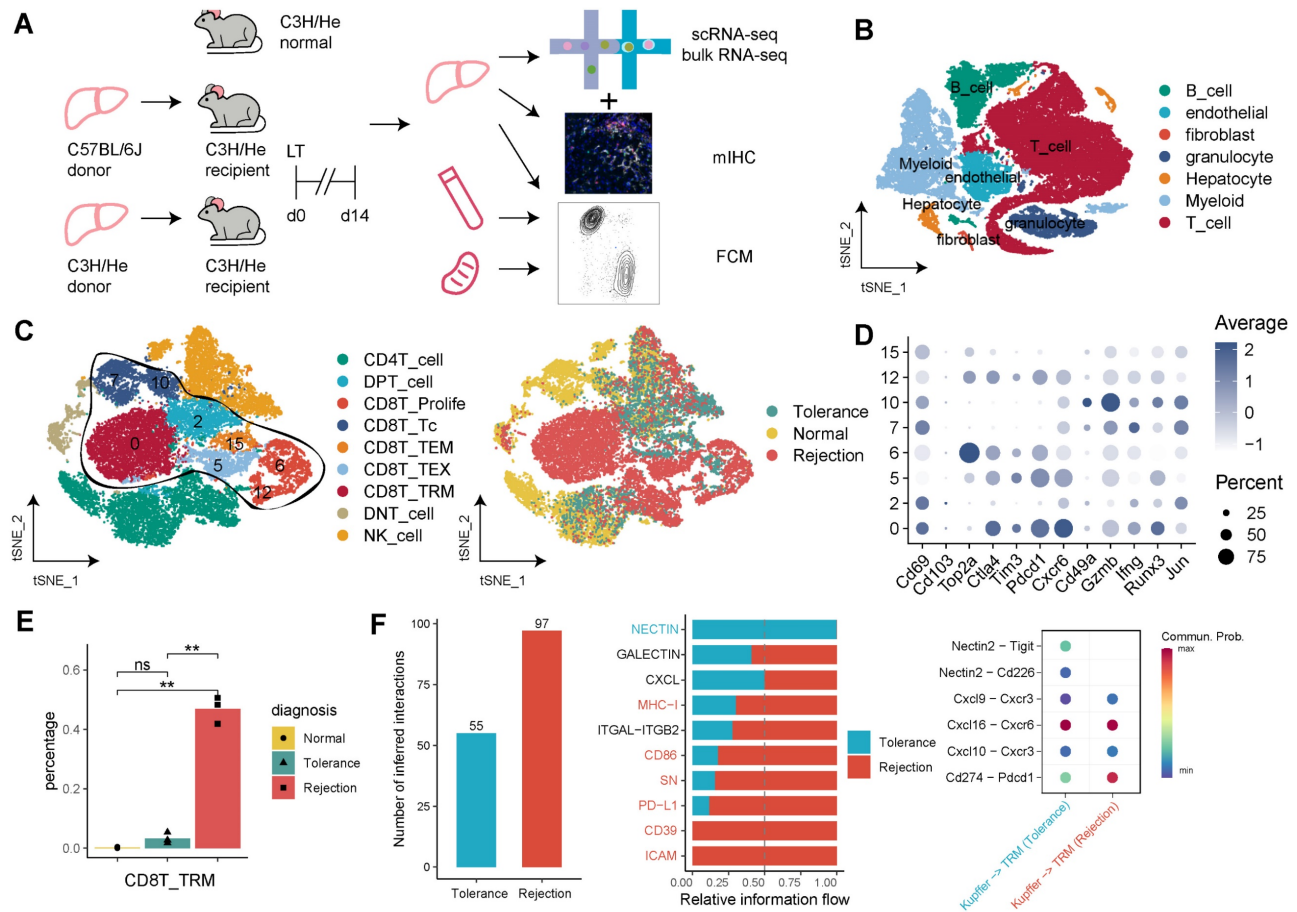 A
C3H/He
normal
C57BL/6J
donor
C3H/He
recipient
C3H/He
donor
C3H/He
recipient
LT
d0
d14
scRNA-seq
bulk RNA-seq
+
mIHC
FCM
B
B_cell
T_cell
Myeloid
endothelial
Hepatocyte
granulocyte
fibroblast
tSNE_2
tSNE_1
B_cell
endothelial
fibroblast
granulocyte
Hepatocyte
Myeloid
T_cell
C
7
10
2
0
15
5
6
12
tSNE_2
tSNE_1
CD4T_cell
DPT_cell
CD8T_Prolife
CD8T_Tc
CD8T_TEM
CD8T_TEX
CD8T_TRM
DNT_cell
NK_cell
tSNE_2
tSNE_1
Tolerance
Normal
Rejection
D
15
12
10
7
6
5
2
0
Cd69
Cd103
Top2a
Ctla4
Tim3
Pdcd1
Cxcr6
Cd49a
Gzmb
Ifng
Runx3
Jun
Average
2
1
0
−1
Percent
25
50
75
E
percentage
0.6
0.4
0.2
0.0
ns
**
**
CD8T_TRM
diagnosis
Normal
Tolerance
Rejection
F
Number of inferred interactions
100
75
50
25
0
55
97
Tolerance
Rejection
NECTIN
GALECTIN
CXCL
MHC−I
ITGAL−ITGB2
CD86
SN
PD−L1
CD39
ICAM
0.00
0.25
0.50
0.75
1.00
Relative information flow
Tolerance
Rejection
Nectin2 − Tigit
Nectin2 − Cd226
Cxcl9 − Cxcr3
Cxcl16 − Cxcr6
Cxcl10 − Cxcr3
Cd274 − Pdcd1
Kupffer −> TRM (Tolerance)
Kupffer −> TRM (Rejection)
Commun. Prob.
max
min